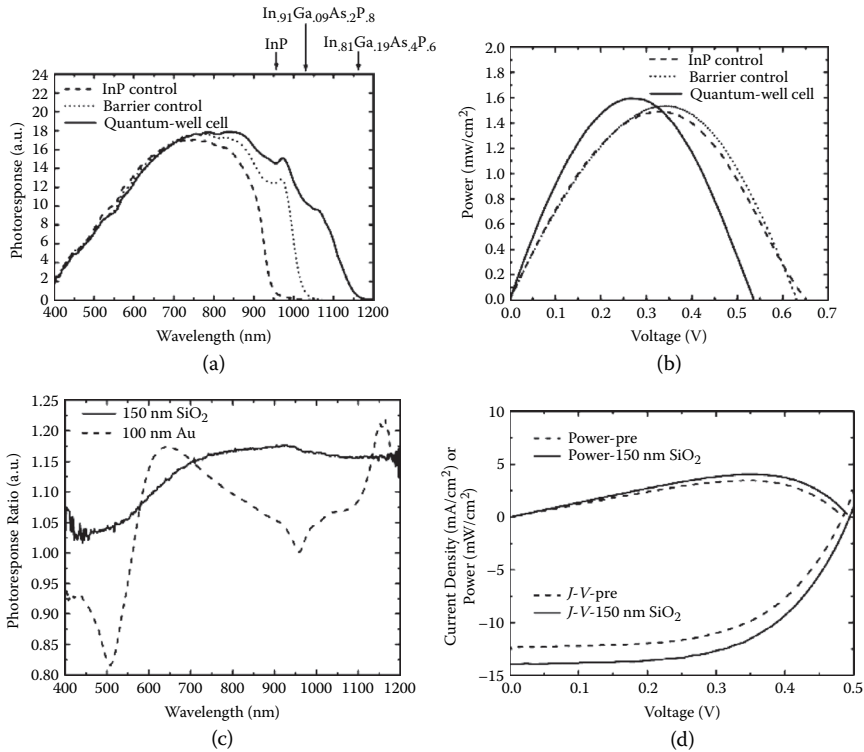 In.91Ga.09As.2P.8
InP
In.81Ga.19As.4P.6
24
22
20
18
16
14
12
10
8
6
4
2
0
Photoresponse (a.u.)
InP control
Barrier control
Quantum-well cell
400 500 600 700 800 900 1000 1100 1200
Wavelength (nm)
(a)
2.0
1.8
1.6
1.4
1.2
1.0
0.8
0.6
0.4
0.2
0.0
Power (mw/cm²)
InP control
Barrier control
Quantum-well cell
0.0 0.1 0.2 0.3 0.4 0.5 0.6 0.7
Voltage (V)
(b)
1.25
1.20
1.15
1.10
1.05
1.00
0.95
0.90
0.85
0.80
Photoresponse Ratio (a.u.)
150 nm SiO₂
100 nm Au
400 500 600 700 800 900 1000 1100 1200
Wavelength (nm)
(c)
10
5
0
−5
−10
−15
Current Density (mA/cm²) or
Power (mW/cm²)
Power-pre
Power-150 nm SiO₂
J-V-pre
J-V-150 nm SiO₂
0.0 0.1 0.2 0.3 0.4 0.5
Voltage (V)
(d)